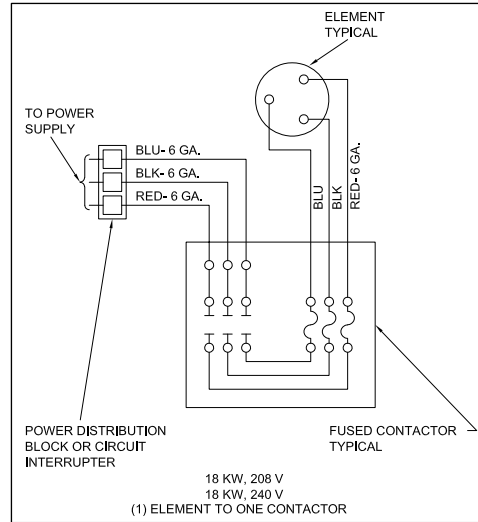 ELEMENT
TYPICAL
TO POWER
SUPPLY
BLU- 6 GA.
BLK- 6 GA.
RED- 6 GA.
BLU
BLK
RED- 6 GA.
POWER DISTRIBUTION
BLOCK OR CIRCUIT
INTERRUPTER
FUSED CONTACTOR
TYPICAL
18 KW, 208 V
18 KW, 240 V
(1) ELEMENT TO ONE CONTACTOR